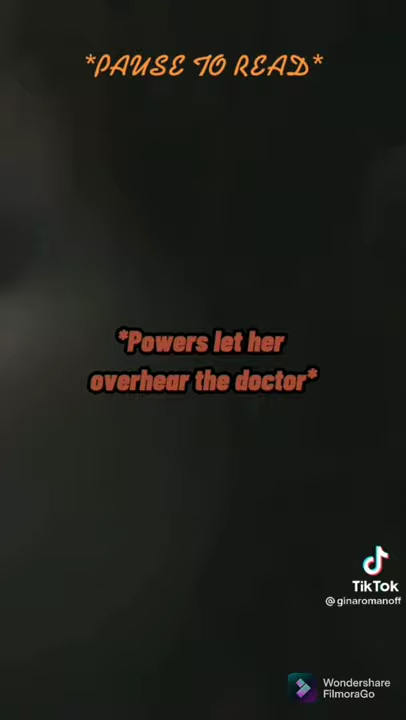 *PAUSE TO READ*
*Powers let her
overhear the doctor*
TikTok
@ginaromanoff
Wondershare
FilmoraGo